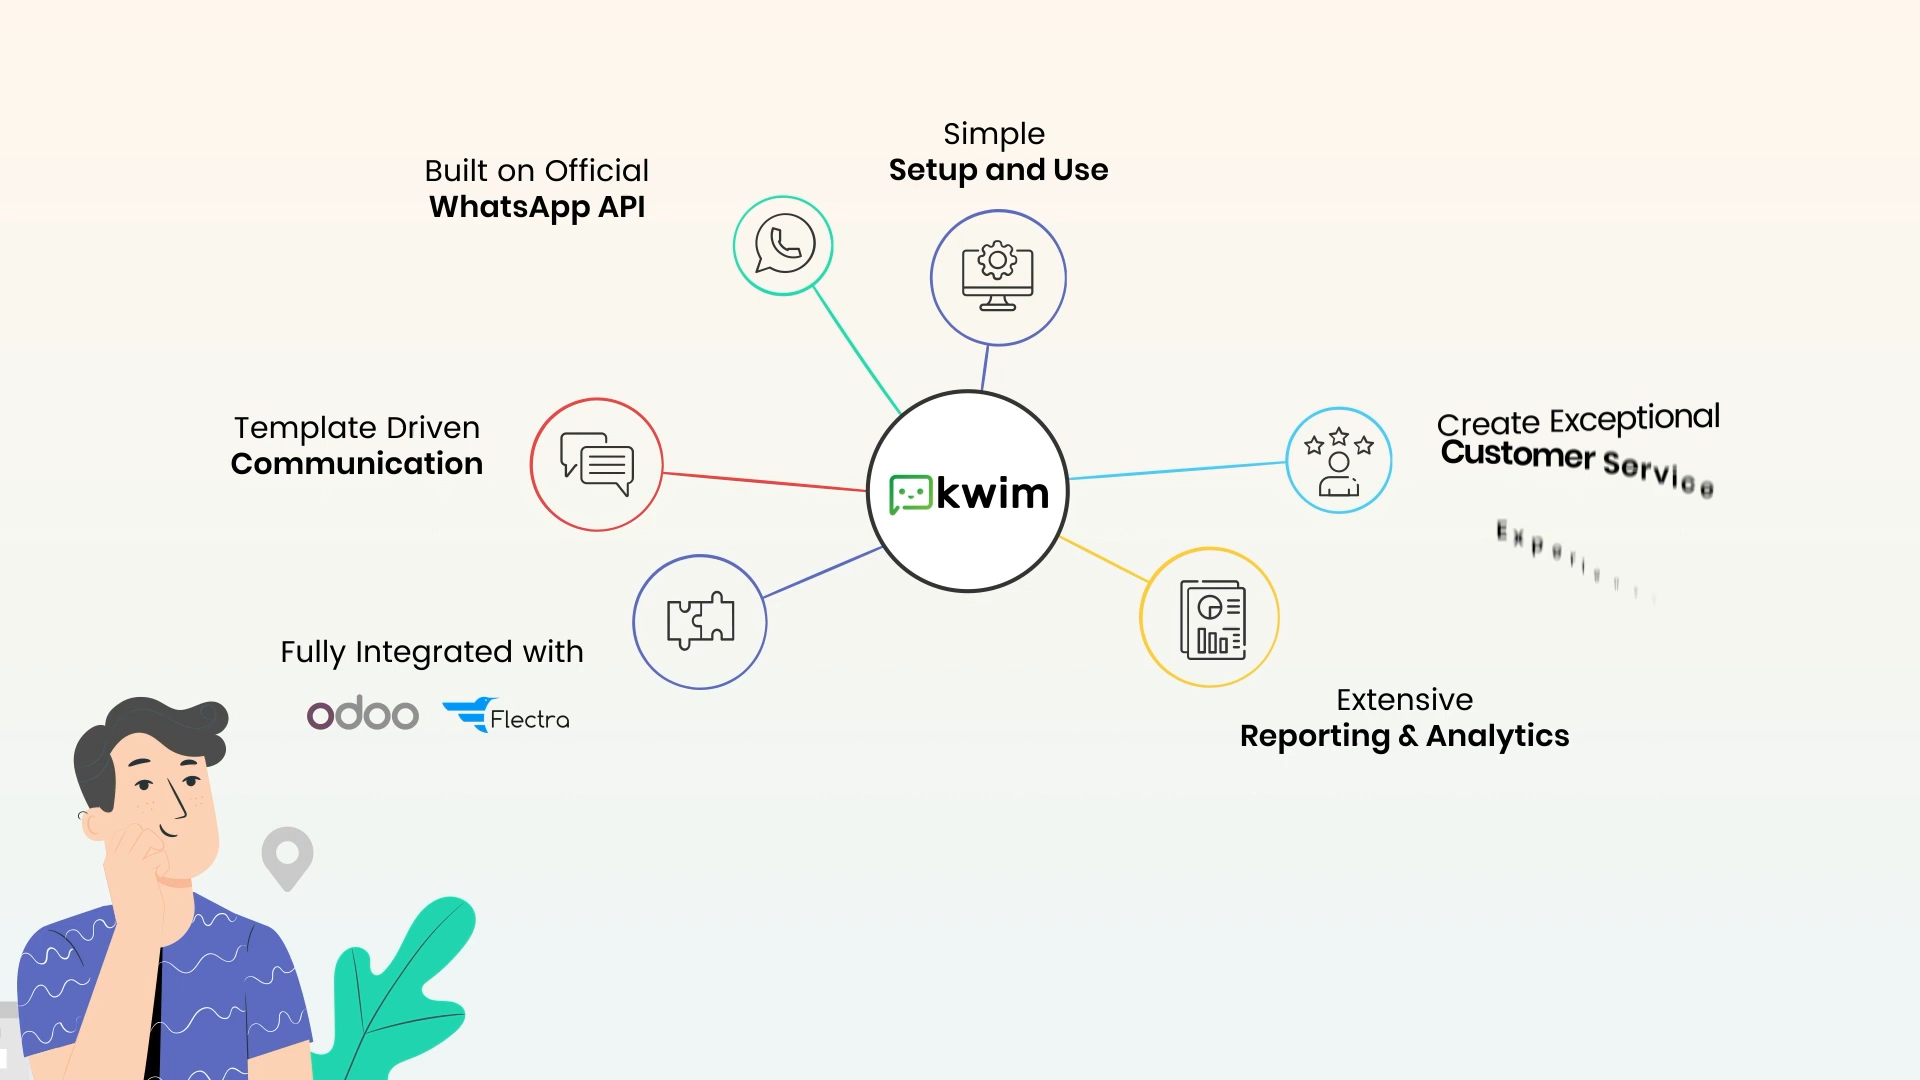 Simple
Setup and Use
Built on Official
WhatsApp API
Create Exceptional
Customer Service
Template Driven
Communication
kwim
Fully Integrated with
odoo Flectra
Extensive
Reporting & Analytics